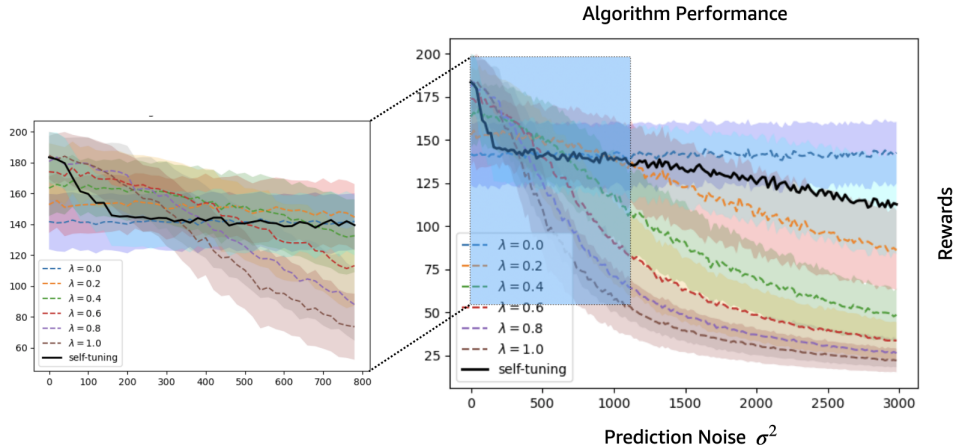 Algorithm Performance
200
180
160
140
120
100
80
60
λ = 0.0
λ = 0.2
λ = 0.4
λ = 0.6
λ = 0.8
λ = 1.0
self-tuning
0 100 200 300 400 500 600 700 800
200
175
150
125
100
75
50
25
λ = 0.0
λ = 0.2
λ = 0.4
λ = 0.6
λ = 0.8
λ = 1.0
self-tuning
0 500 1000 1500 2000 2500 3000
Prediction Noise σ²
Rewards